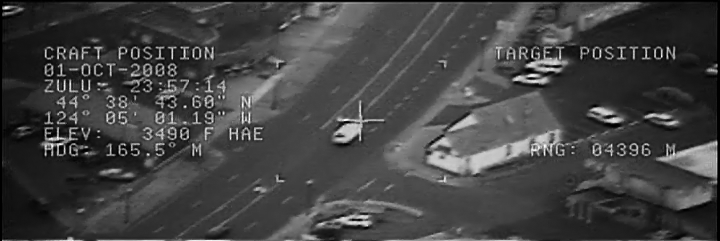 CRAFT POSITION
TARGET POSITION
01-OCT-2008
ZULU: 23:57:14
44° 38' 43.60" N
124° 05' 01.19" W
ELEV: 3490 F HAE
HDG: 165.5° M
RNG: 04396 M